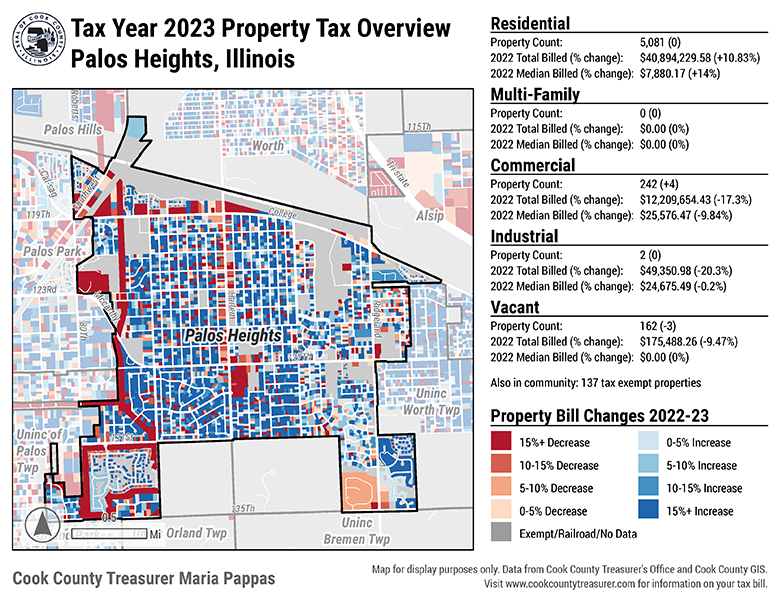 Tax Year 2023 Property Tax Overview
Palos Heights, Illinois
SEAL OF COOK COUNTY
ILLINOIS
Roberts
Palos Hills
115Th
Worth
Tri-state
Cal-sag
Southwest
119Th
College
Alsip
Palos Park
123Rd
Mccarthy
80Th
Harlem
Ridgeland
Palos Heights
Uninc
Worth Twp
Uninc of
Palos
Twp
131St
135Th
0.5
Mi
Orland Twp
Uninc
Bremen Twp
Residential
Property Count: 5,081 (0)
2022 Total Billed (% change): $40,894,229.58 (+10.83%)
2022 Median Billed (% change): $7,880.17 (+14%)
Multi-Family
Property Count: 0 (0)
2022 Total Billed (% change): $0.00 (0%)
2022 Median Billed (% change): $0.00 (0%)
Commercial
Property Count: 242 (+4)
2022 Total Billed (% change): $12,209,654.43 (-17.3%)
2022 Median Billed (% change): $25,576.47 (-9.84%)
Industrial
Property Count: 2 (0)
2022 Total Billed (% change): $49,350.98 (-20.3%)
2022 Median Billed (% change): $24,675.49 (-0.2%)
Vacant
Property Count: 162 (-3)
2022 Total Billed (% change): $175,488.26 (-9.47%)
2022 Median Billed (% change): $0.00 (0%)
Also in community: 137 tax exempt properties
Property Bill Changes 2022-23
15%+ Decrease
0-5% Increase
10-15% Decrease
5-10% Increase
5-10% Decrease
10-15% Increase
0-5% Decrease
15%+ Increase
Exempt/Railroad/No Data
Cook County Treasurer Maria Pappas
Map for display purposes only. Data from Cook County Treasurer's Office and Cook County GIS.
Visit www.cookcountytreasurer.com for information on your tax bill.